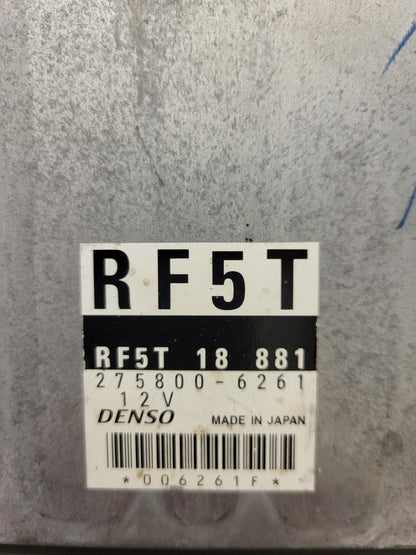 RF5T
RF5T 18 881
275800-6261
12V
DENSO MADE IN JAPAN
*006261F*